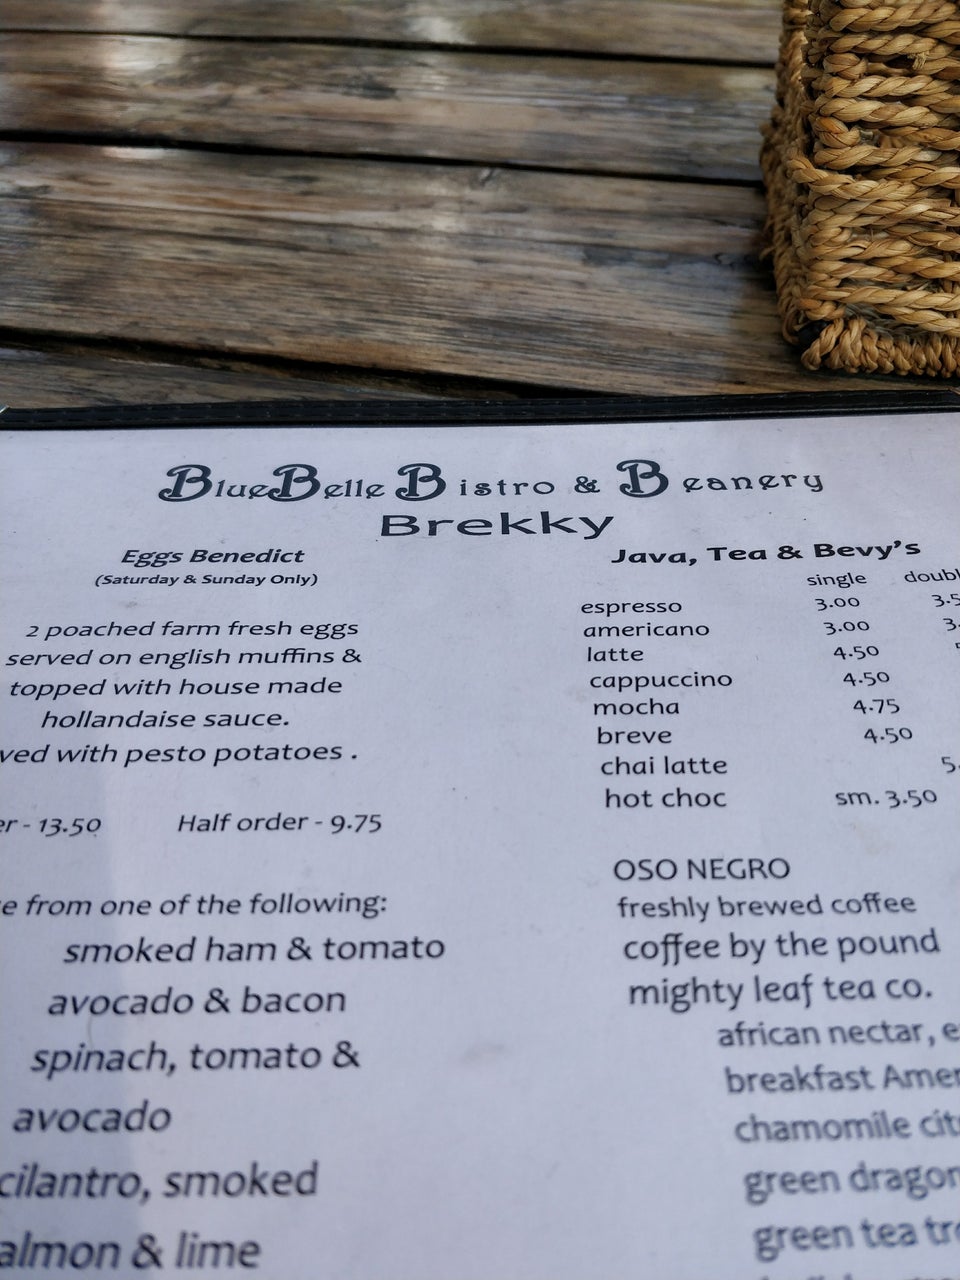 BlueBelle Bistro & Beanery
Brekky
Eggs Benedict
(Saturday & Sunday Only)
2 poached farm fresh eggs
served on english muffins &
topped with house made
hollandaise sauce.
with pesto potatoes .
- 13.50 Half order - 9.75
from one of the following:
smoked ham & tomato
avocado & bacon
spinach, tomato &
avocado
cilantro, smoked
& lime
Java, Tea & Bevy's
single
espresso 3.00
americano 3.00
latte 4.50
cappuccino 4.50
mocha 4.75
breve 4.50
chai latte
hot choc sm. 3.50
OSO NEGRO
freshly brewed coffee
coffee by the pound
mighty leaf tea co.
african nectar,
breakfast
chamomile
green dragon
green tea